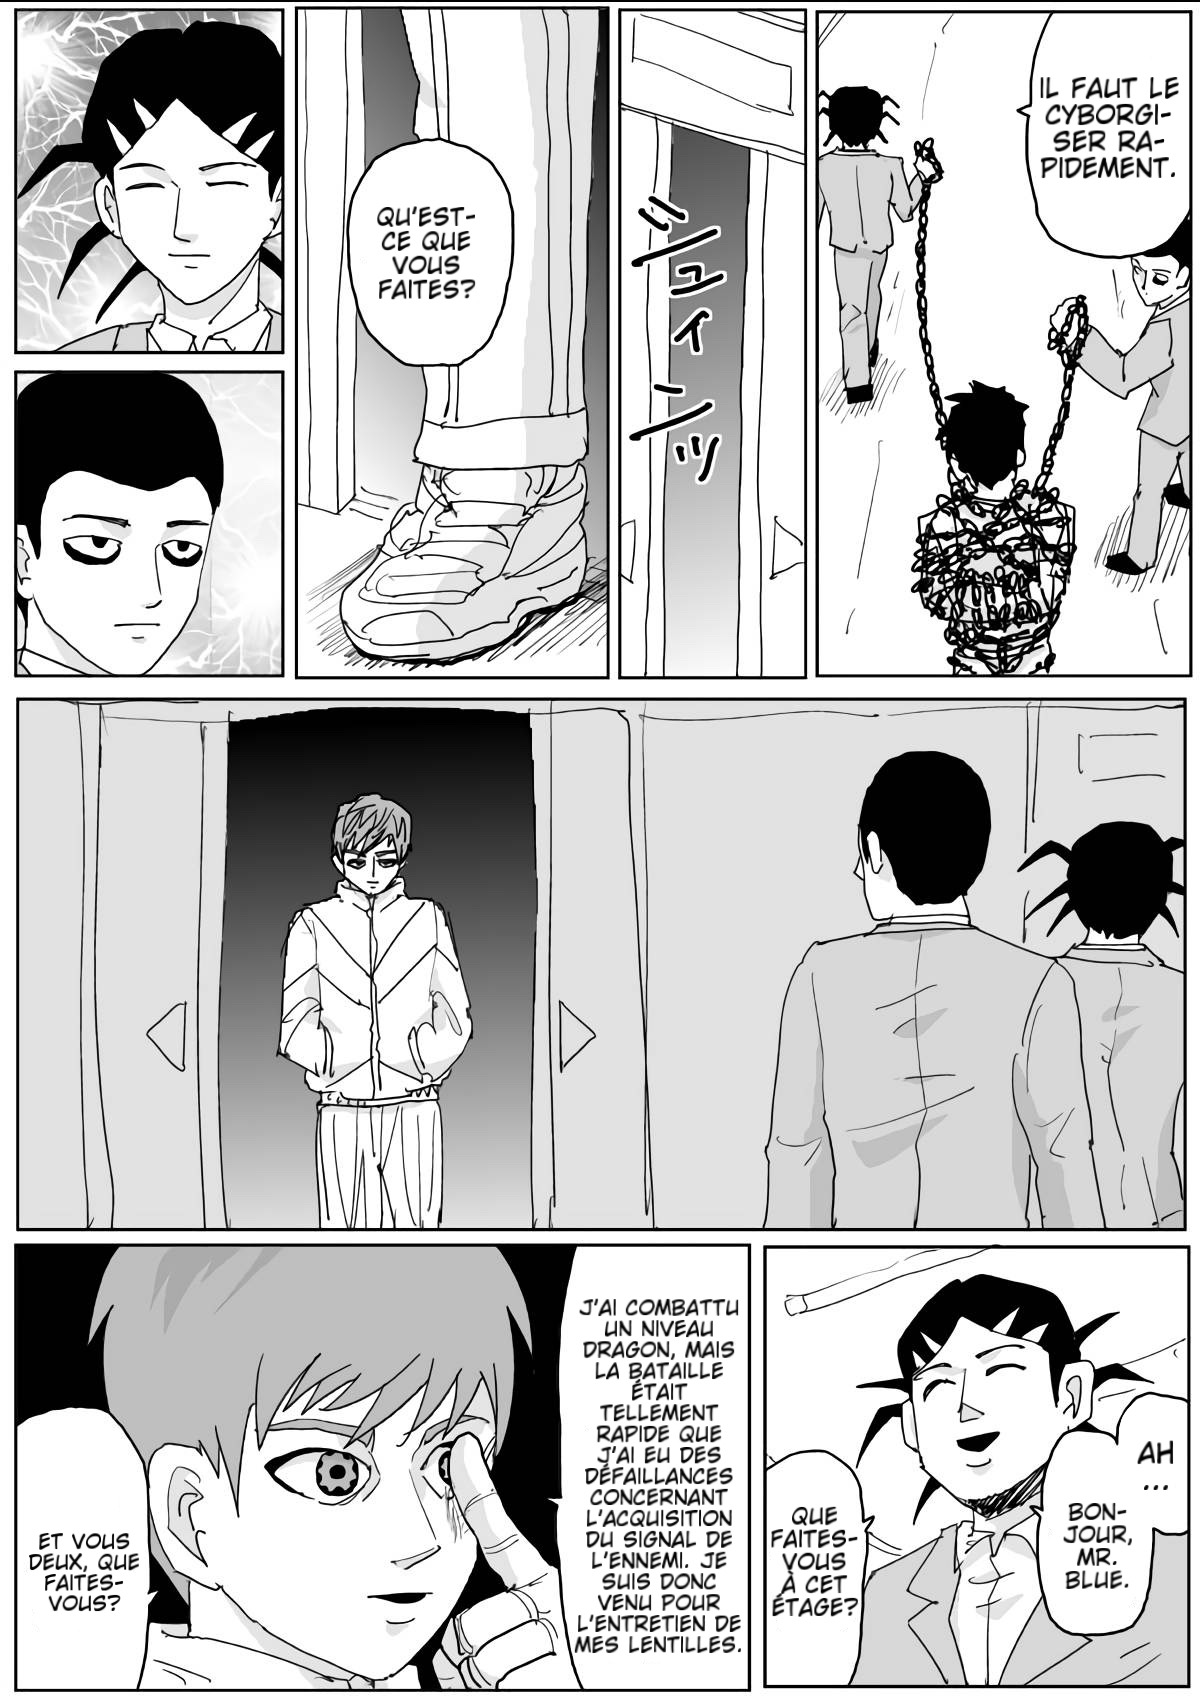 IL FAUT LE
CYBORGI-
SER RA-
PIDEMENT.
シュインッ
QU'EST-
CE QUE
VOUS
FAITES?
AH
...
BON-
JOUR,
MR.
BLUE.
QUE
FAITES-
VOUS
À CET
ÉTAGE?
J'AI COMBATTU
UN NIVEAU
DRAGON, MAIS
LA BATAILLE
ÉTAIT
TELLEMENT
RAPIDE QUE
J'AI EU DES
DÉFAILLANCES
CONCERNANT
L'ACQUISITION
DU SIGNAL DE
L'ENNEMI. JE
SUIS DONC
VENU POUR
L'ENTRETIEN DE
MES LENTILLES.
ET VOUS
DEUX, QUE
FAITES-
VOUS?